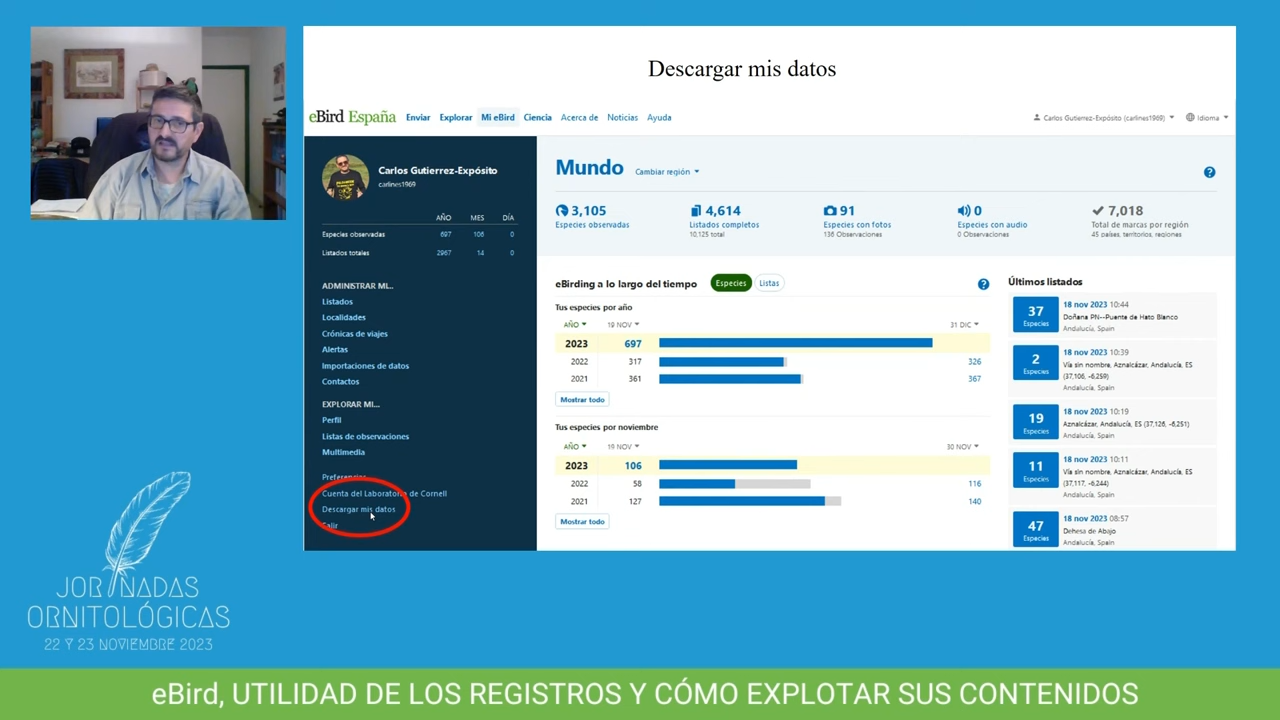 Descargar mis datos
eBird España Enviar Explorar Mi eBird Ciencia Acerca de Noticias Ayuda Carlos Gutierrez-Expósito (carlines1969) Idioma
Carlos Gutierrez-Expósito
carlines1969
AÑO MES DÍA
Especies observadas 697 106 0
Listados totales 2967 14 0
ADMINISTRAR MI...
Listados
Localidades
Crónicas de viajes
Alertas
Importaciones de datos
Contactos
EXPLORAR MI...
Perfil
Listas de observaciones
Multimedia
Preferencias
Cuenta del Laboratorio de Cornell
Descargar mis datos
Salir
Mundo Cambiar región
3,105
Especies observadas
4,614
Listados completos
10,125 total
91
Especies con fotos
136 Observaciones
0
Especies con audio
0 Observaciones
7,018
Total de marcas por región
45 países, territorios, regiones
eBirding a lo largo del tiempo Especies Listas
Tus especies por año
AÑO 19 NOV 31 DIC
2023 697
2022 317 326
2021 361 367
Mostrar todo
Tus especies por noviembre
AÑO 19 NOV 30 NOV
2023 106
2022 58 116
2021 127 140
Mostrar todo
Últimos listados
37 Especies
18 nov 2023 10:44
Doñana PN--Puente de Hato Blanco
Andalucía, Spain
2 Especies
18 nov 2023 10:39
Vía sin nombre, Aznalcázar, Andalucía, ES
(37,106, -6,259)
Andalucía, Spain
19 Especies
18 nov 2023 10:19
Aznalcázar, Andalucía, ES (37,126, -6,251)
Andalucía, Spain
11 Especies
18 nov 2023 10:11
Vía sin nombre, Aznalcázar, Andalucía, ES
(37,117, -6,244)
Andalucía, Spain
47 Especies
18 nov 2023 08:57
Dehesa de Abajo
Andalucía, Spain
JORNADAS
ORNITOLÓGICAS
22 Y 23 NOVIEMBRE 2023
eBird, UTILIDAD DE LOS REGISTROS Y CÓMO EXPLOTAR SUS CONTENIDOS